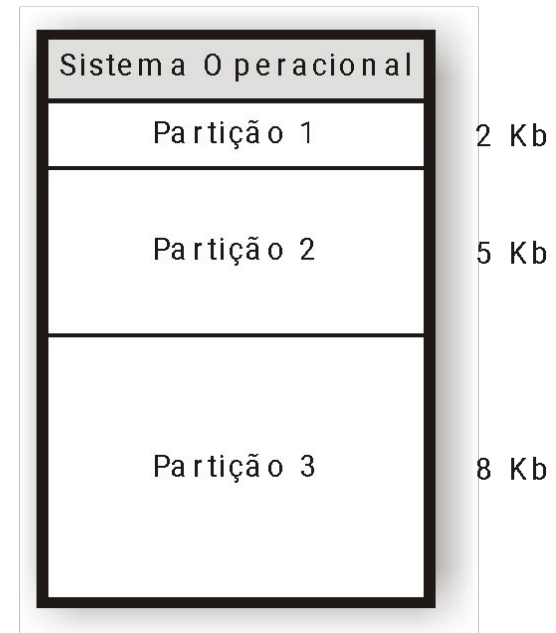 Sistema Operacional
Partição 1 2 Kb
Partição 2 5 Kb
Partição 3 8 Kb